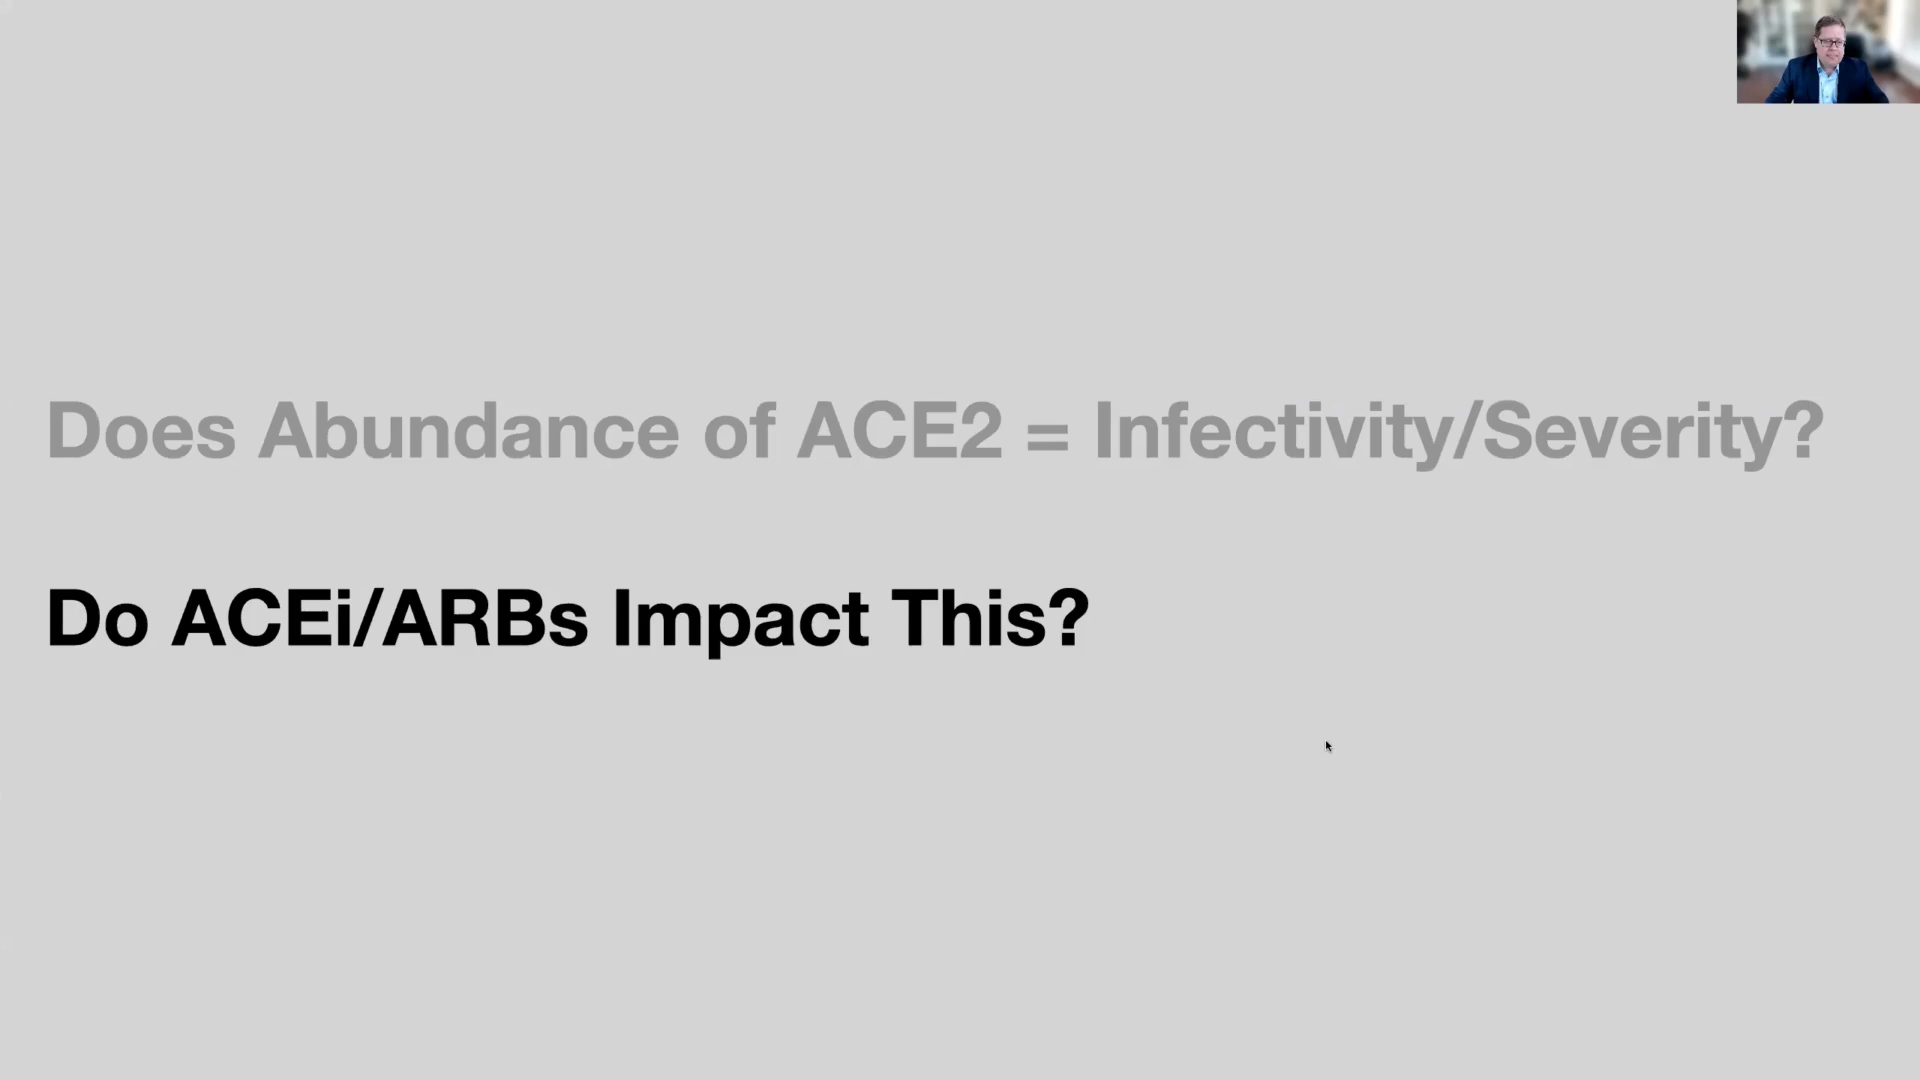 Does Abundance of ACE2 = Infectivity/Severity?
Do ACEi/ARBs Impact This?